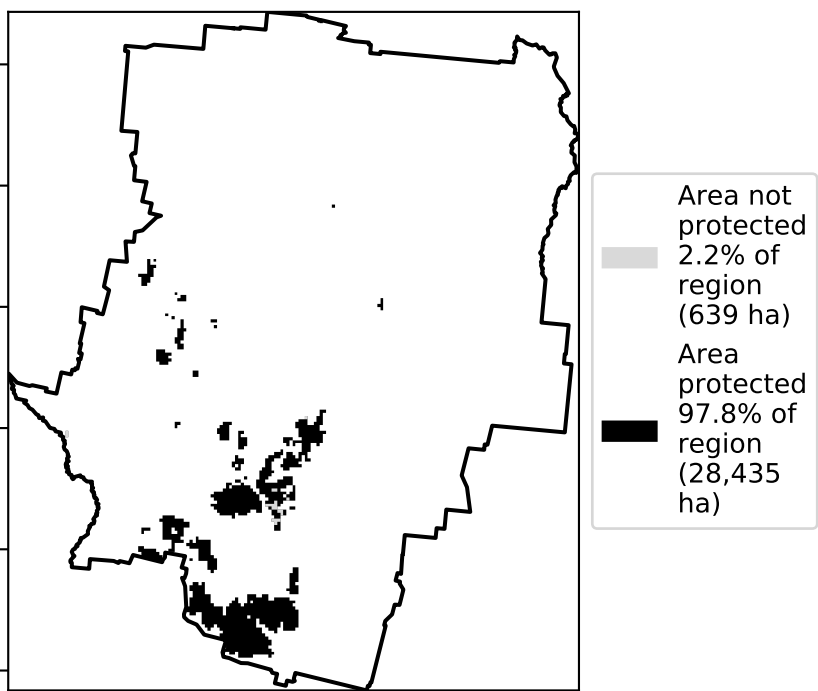 Area not
protected
2.2% of
region
(639 ha)
Area
protected
97.8% of
region
(28,435
ha)